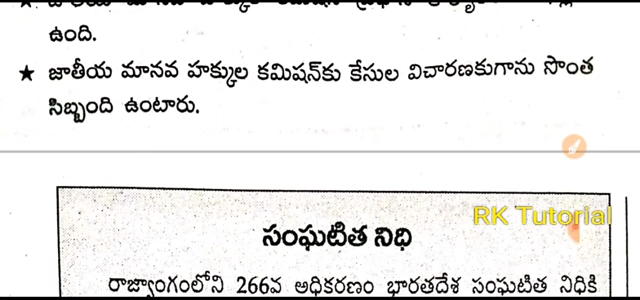 ఉంది.
★ జాతీయ మానవ హక్కుల కమిషన్‌కు కేసుల విచారణకుగాను సొంత
సిబ్బంది ఉంటారు.
RK Tutorial
సంఘటిత నిధి
రాజ్యాంగంలోని 266వ అధికరణం భారతదేశ సంఘటిత నిధికి